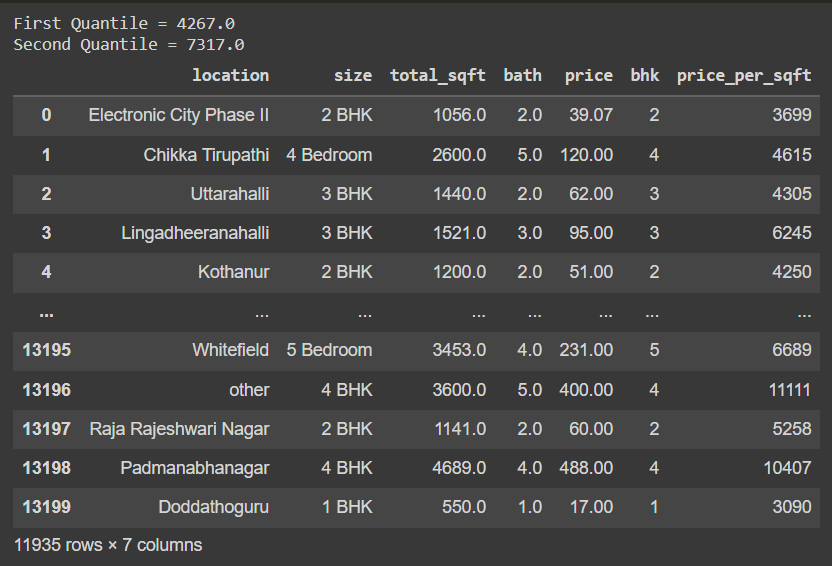 First Quantile = 4267.0
Second Quantile = 7317.0
location size total_sqft bath price bhk price_per_sqft
0 Electronic City Phase II 2 BHK 1056.0 2.0 39.07 2 3699
1 Chikka Tirupathi 4 Bedroom 2600.0 5.0 120.00 4 4615
2 Uttarahalli 3 BHK 1440.0 2.0 62.00 3 4305
3 Lingadheeranahalli 3 BHK 1521.0 3.0 95.00 3 6245
4 Kothanur 2 BHK 1200.0 2.0 51.00 2 4250
... ... ... ... ... ... ... ...
13195 Whitefield 5 Bedroom 3453.0 4.0 231.00 5 6689
13196 other 4 BHK 3600.0 5.0 400.00 4 11111
13197 Raja Rajeshwari Nagar 2 BHK 1141.0 2.0 60.00 2 5258
13198 Padmanabhanagar 4 BHK 4689.0 4.0 488.00 4 10407
13199 Doddathoguru 1 BHK 550.0 1.0 17.00 1 3090
11935 rows × 7 columns